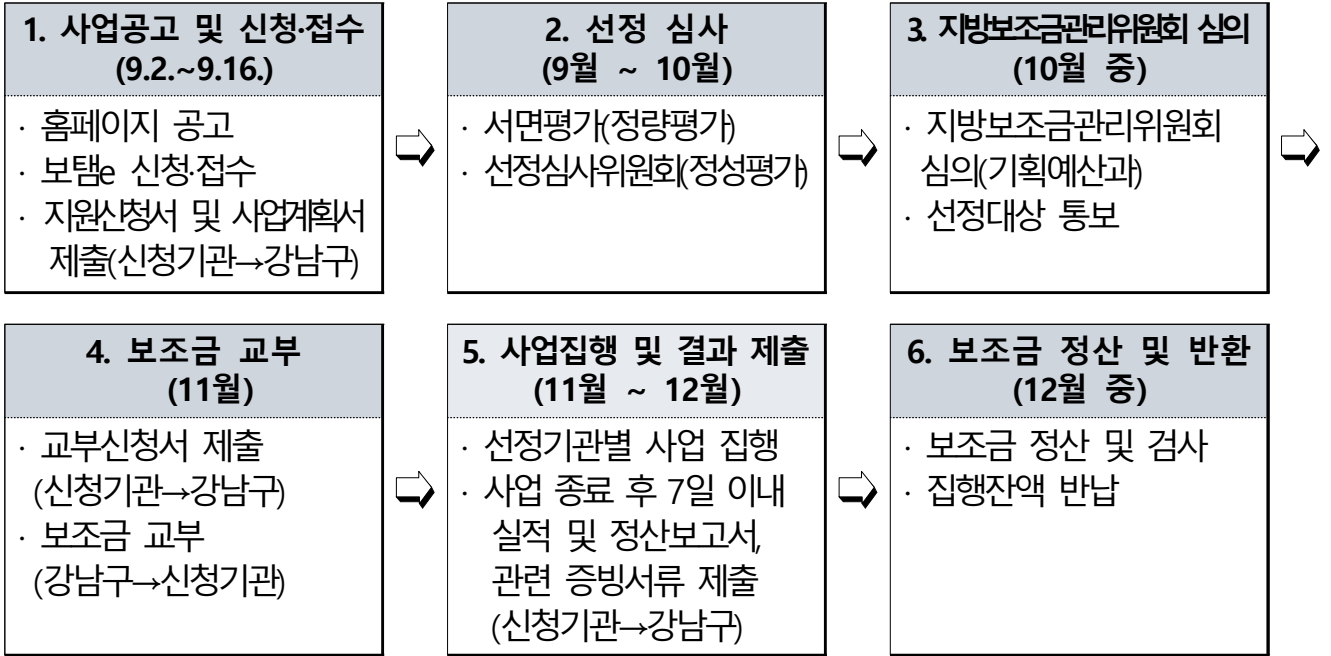 1. 사업공고 및 신청·접수
(9.2.~9.16.)
· 홈페이지 공고
· 보탬e 신청·접수
· 지원신청서 및 사업계획서
제출(신청기관→강남구)
2. 선정 심사
(9월 ~ 10월)
· 서면평가(정량평가)
· 선정심사위원회(정성평가)
3. 지방보조금관리위원회 심의
(10월 중)
· 지방보조금관리위원회
심의(기획예산과)
· 선정대상 통보
4. 보조금 교부
(11월)
· 교부신청서 제출
(신청기관→강남구)
· 보조금 교부
(강남구→신청기관)
5. 사업집행 및 결과 제출
(11월 ~ 12월)
· 선정기관별 사업 집행
· 사업 종료 후 7일 이내
실적 및 정산보고서,
관련 증빙서류 제출
(신청기관→강남구)
6. 보조금 정산 및 반환
(12월 중)
· 보조금 정산 및 검사
· 집행잔액 반납